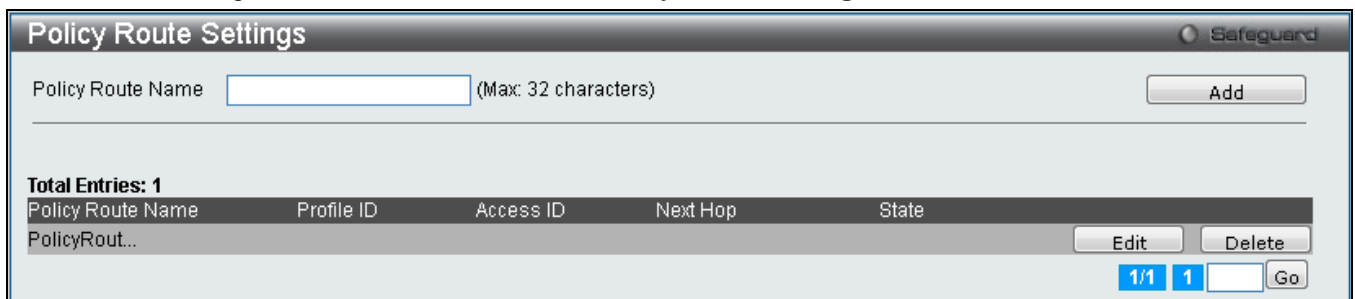 Policy Route Settings Safeguard
Policy Route Name (Max: 32 characters) Add
Total Entries: 1
Policy Route Name Profile ID Access ID Next Hop State
PolicyRout... Edit Delete
1/1 1 Go